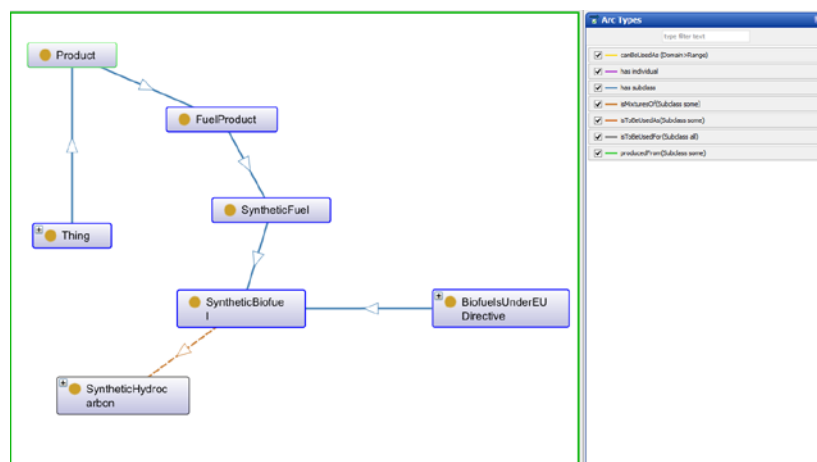 Product
FuelProduct
SyntheticFuel
Thing
SyntheticBiofue
l
BiofuelsUnderEU
Directive
SyntheticHydroc
arbon
Arc Types
type filter text
canBeUsedAs (Domain>Range)
has individual
has subclass
isMixturesOf(Subclass some)
isToBeUsedAs(Subclass some)
isToBeUsedFor(Subclass all)
producedFrom(Subclass some)